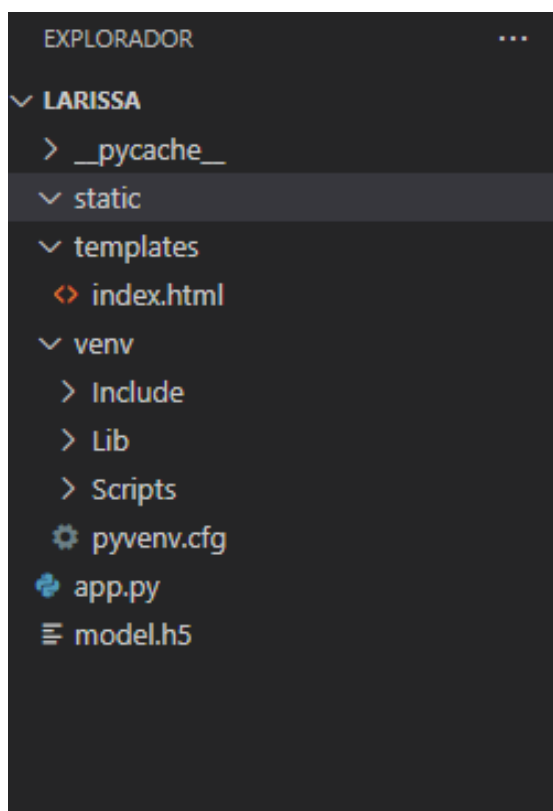 EXPLORADOR ...
LARISSA
__pycache__
static
templates
<> index.html
venv
Include
Lib
Scripts
pyvenv.cfg
app.py
model.h5